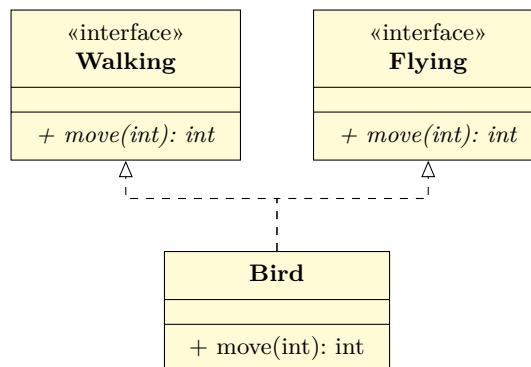 «interface»
Walking
+ move(int): int
«interface»
Flying
+ move(int): int
Bird
+ move(int): int